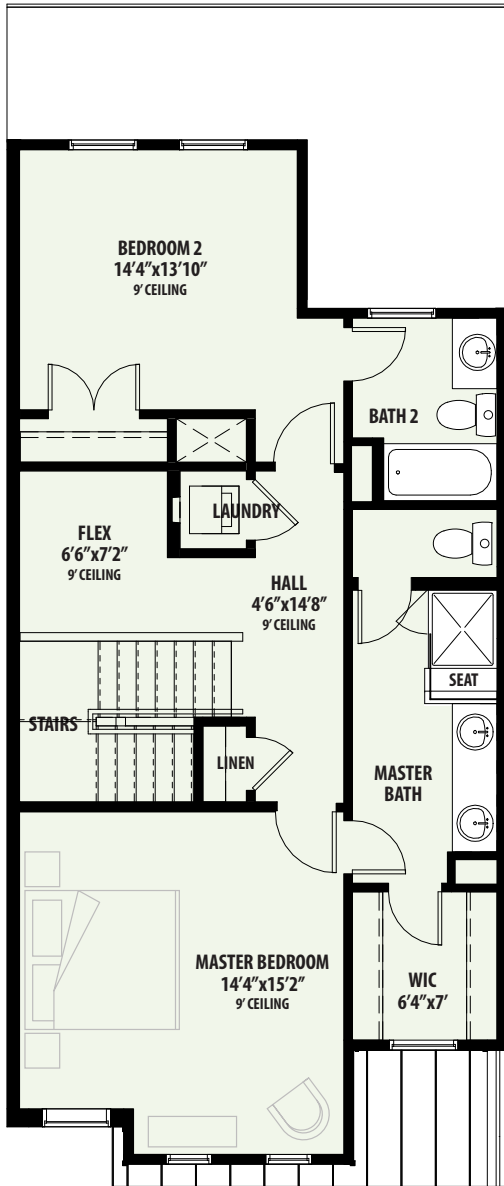 BEDROOM 2
14'4"x13'10"
9' CEILING
BATH 2
LAUNDRY
FLEX
6'6"x7'2"
9' CEILING
HALL
4'6"x14'8"
9' CEILING
SEAT
STAIRS
LINEN
MASTER
BATH
MASTER BEDROOM
14'4"x15'2"
9' CEILING
WIC
6'4"x7'